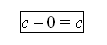 c − 0 = c